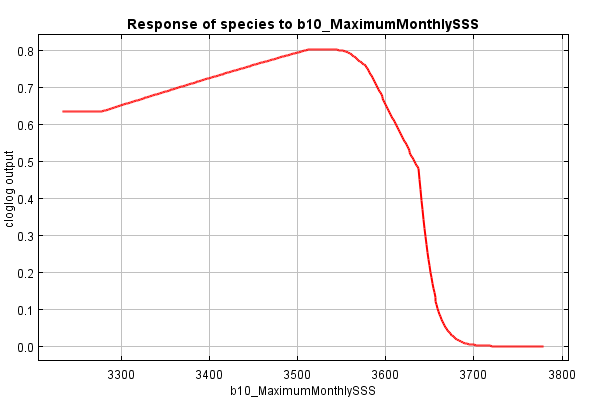 Response of species to b10_MaximumMonthlySSS
cloglog output
0.8
0.7
0.6
0.5
0.4
0.3
0.2
0.1
0.0
3300 3400 3500 3600 3700 3800
b10_MaximumMonthlySSS